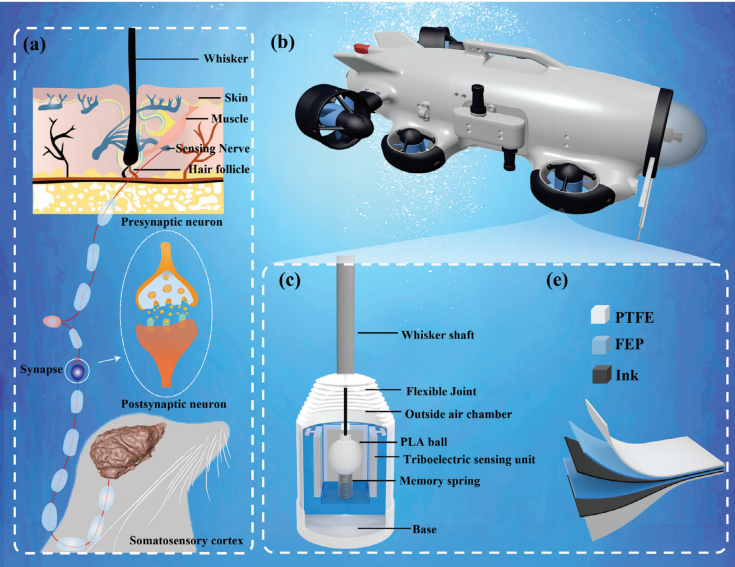 (a)
Whisker
Skin
Muscle
Sensing Nerve
Hair follicle
Presynaptic neuron
Synapse
Postsynaptic neuron
Somatosensory cortex
(b)
(c)
Whisker shaft
Flexible Joint
Outside air chamber
PLA ball
Triboelectric sensing unit
Memory spring
Base
(e)
PTFE
FEP
Ink